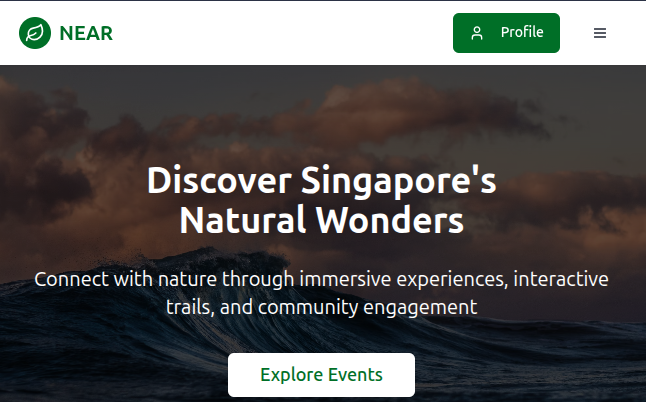 NEAR
Profile
Discover Singapore's
Natural Wonders
Connect with nature through immersive experiences, interactive
trails, and community engagement
Explore Events